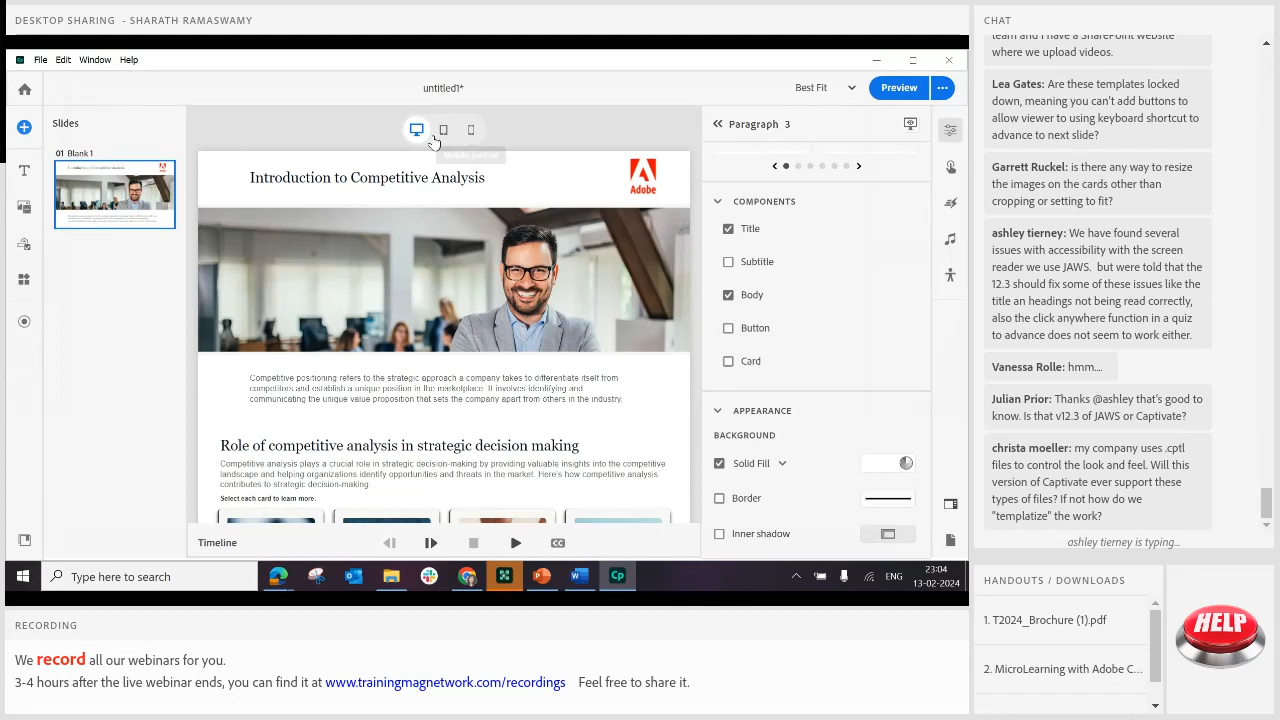 DESKTOP SHARING - SHARATH RAMASWAMY
File Edit Window Help
untitled1*
Best Fit
Preview
Slides
01 Blank 1
Introduction to Competitive Analysis
Adobe
Competitive positioning refers to the strategic approach a company takes to differentiate itself from
competitors and establish a unique position in the marketplace. It involves identifying and
communicating the unique value proposition that sets the company apart from others in the industry.
Role of competitive analysis in strategic decision making
Competitive analysis plays a crucial role in strategic decision-making by providing valuable insights into the competitive
landscape and helping organizations identify opportunities and threats in the market. Here's how competitive analysis
contributes to strategic decision-making.
Select each card to learn more.
Timeline
CC
Paragraph 3
COMPONENTS
Title
Subtitle
Body
Button
Card
APPEARANCE
BACKGROUND
Solid Fill
Border
Inner shadow
Type here to search
Cp
ENG
23:04
13-02-2024
RECORDING
We record all our webinars for you.
3-4 hours after the live webinar ends, you can find it at www.trainingmagnetwork.com/recordings Feel free to share it.
CHAT
team and I have a SharePoint website
where we upload videos.
Lea Gates: Are these templates locked
down, meaning you can't add buttons to
allow viewer to using keyboard shortcut to
advance to next slide?
Garrett Ruckel: is there any way to resize
the images on the cards other than
cropping or setting to fit?
ashley tierney: We have found several
issues with accessibility with the screen
reader we use JAWS. but were told that the
12.3 should fix some of these issues like the
title an headings not being read correctly,
also the click anywhere function in a quiz
to advance does not seem to work either.
Vanessa Rolle: hmm....
Julian Prior: Thanks @ashley that's good to
know. Is that v12.3 of JAWS or Captivate?
christa moeller: my company uses .cptl
files to control the look and feel. Will this
version of Captivate ever support these
types of files? If not how do we
"templatize" the work?
ashley tierney is typing...
HANDOUTS / DOWNLOADS
1. T2024_Brochure (1).pdf
2. MicroLearning with Adobe C...
HELP